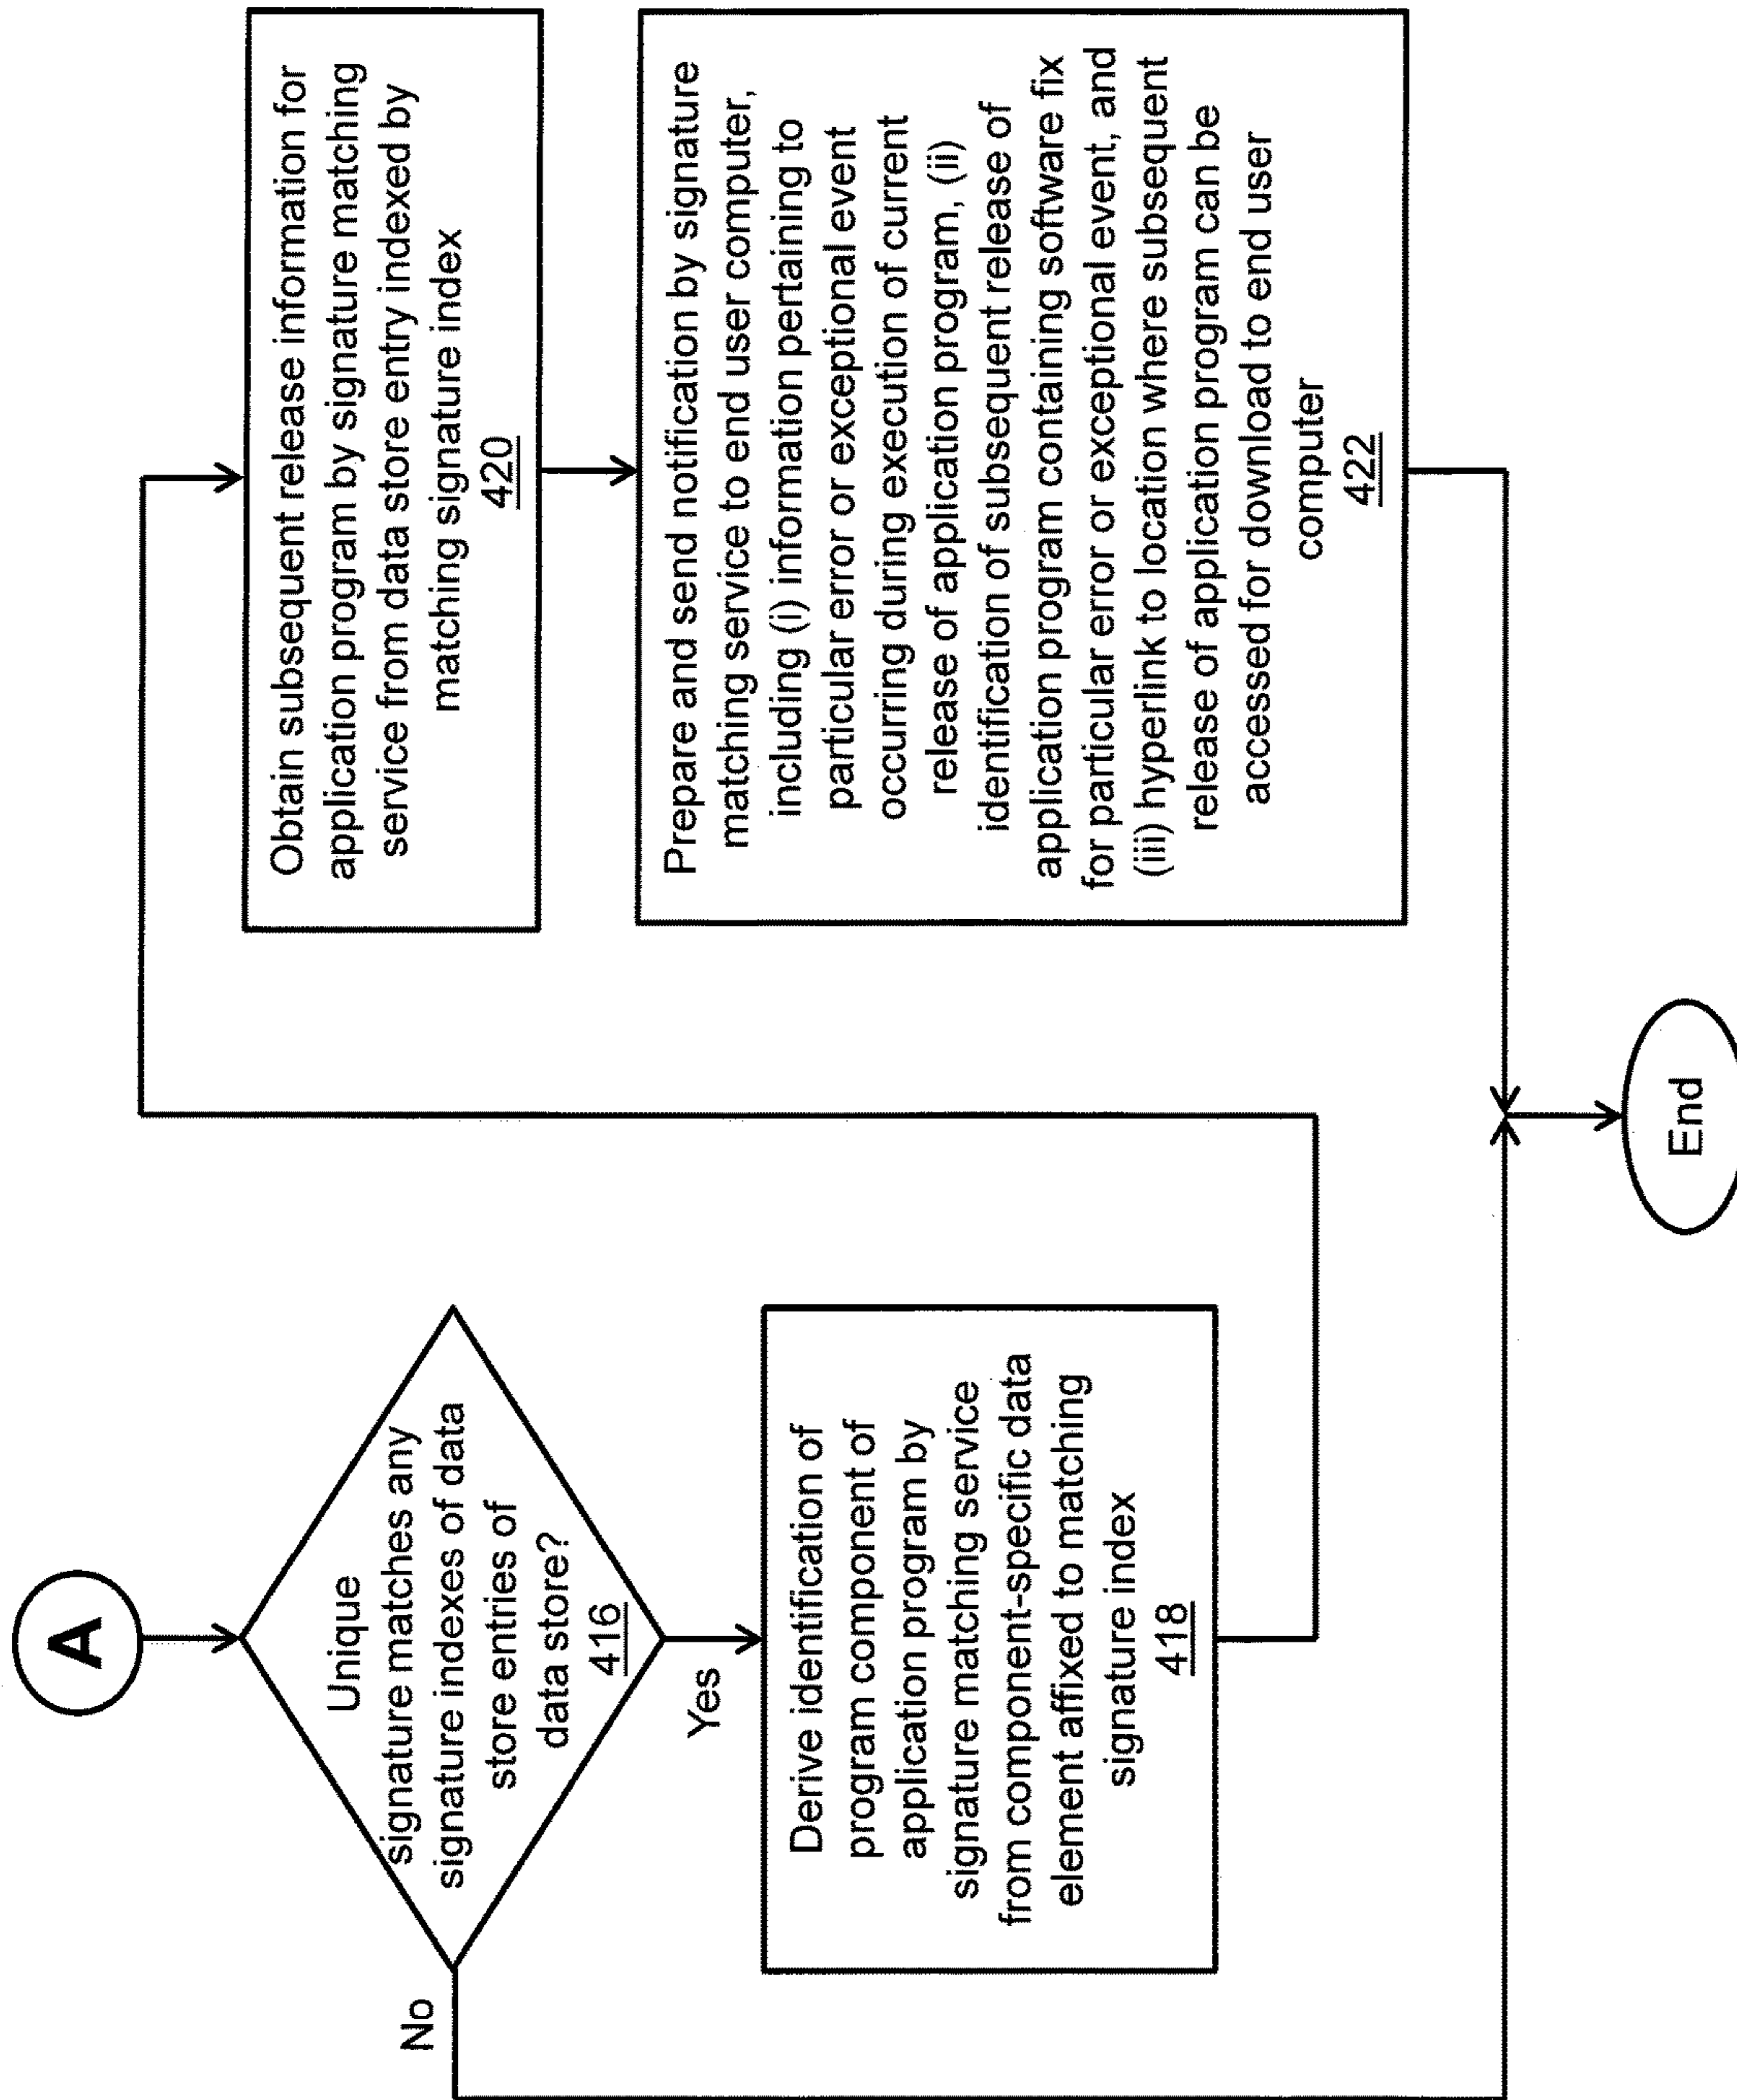 A
Unique
signature matches any
signature indexes of data
store entries of
data store?
416
No
Yes
Derive identification of
program component of
application program by
signature matching service
from component-specific data
element affixed to matching
signature index
418
Obtain subsequent release information for
application program by signature matching
service from data store entry indexed by
matching signature index
420
Prepare and send notification by signature
matching service to end user computer,
including (i) information pertaining to
particular error or exceptional event
occurring during execution of current
release of application program, (ii)
identification of subsequent release of
application program containing software fix
for particular error or exceptional event, and
(iii) hyperlink to location where subsequent
release of application program can be
accessed for download to end user
computer
422
End